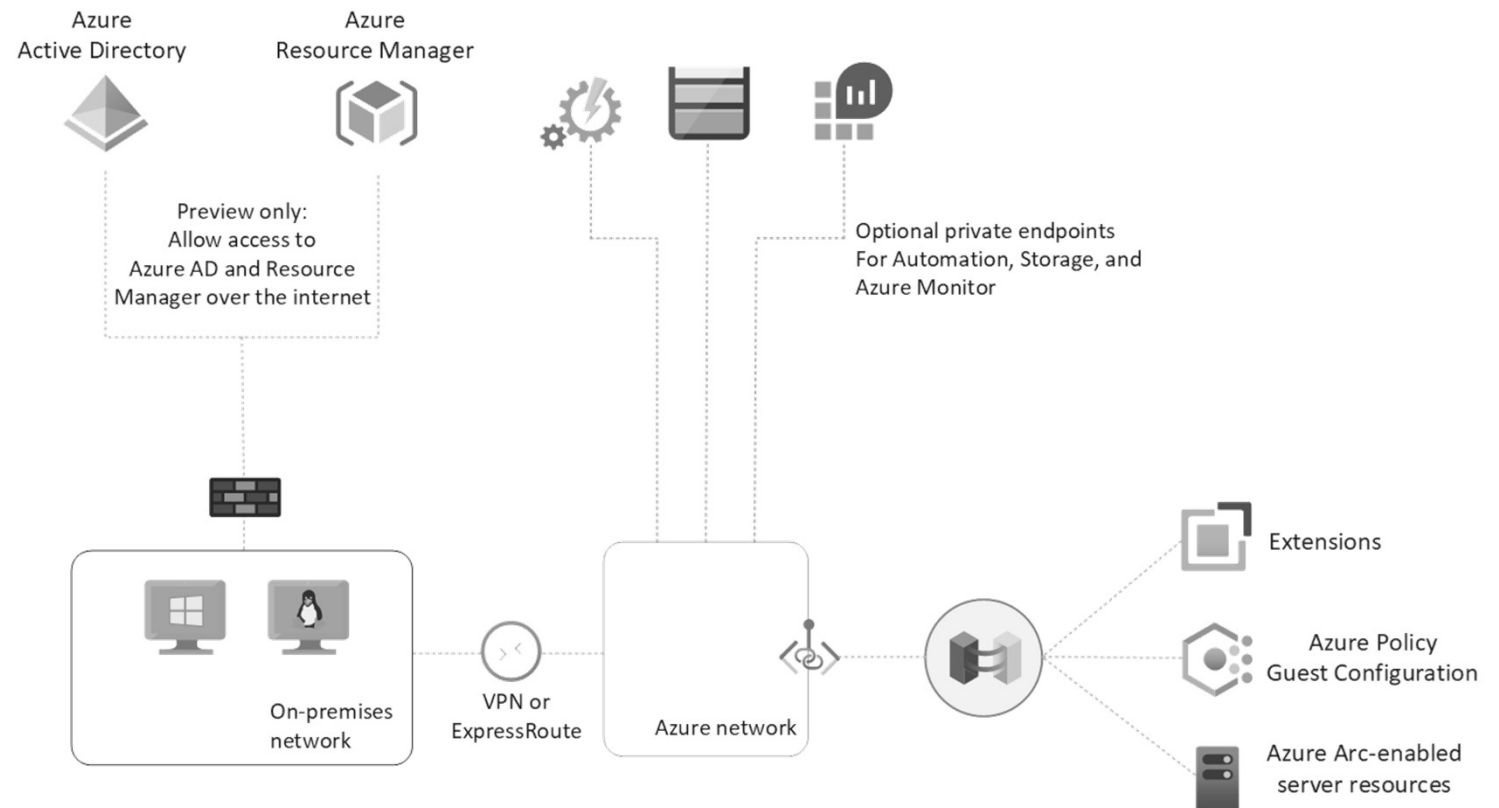 Azure
Active Directory
Azure
Resource Manager
Preview only:
Allow access to
Azure AD and Resource
Manager over the internet
Optional private endpoints
For Automation, Storage, and
Azure Monitor
On-premises
network
VPN or
ExpressRoute
Azure network
Extensions
Azure Policy
Guest Configuration
Azure Arc-enabled
server resources